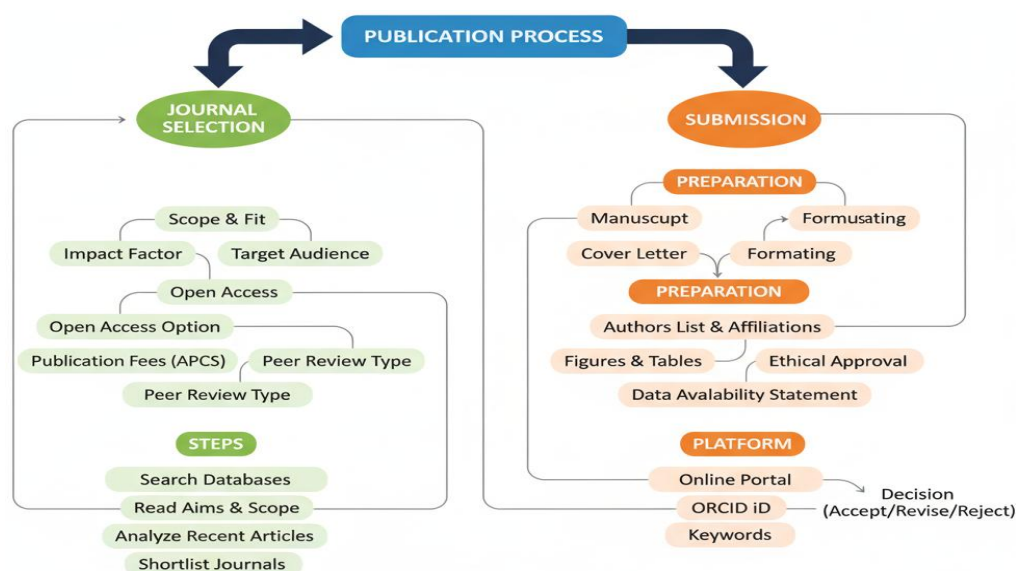 PUBLICATION PROCESS
JOURNAL
SELECTION
Scope & Fit
Impact Factor
Target Audience
Open Access
Open Access Option
Publication Fees (APCS)
Peer Review Type
Peer Review Type
STEPS
Search Databases
Read Aims & Scope
Analyze Recent Articles
Shortlist Journals
SUBMISSION
PREPARATION
Manuscupt
Formusating
Cover Letter
Formating
PREPARATION
Authors List & Affiliations
Figures & Tables
Ethical Approval
Data Avalability Statement
PLATFORM
Online Portal
ORCID iD
Keywords
Decision
(Accept/Revise/Reject)